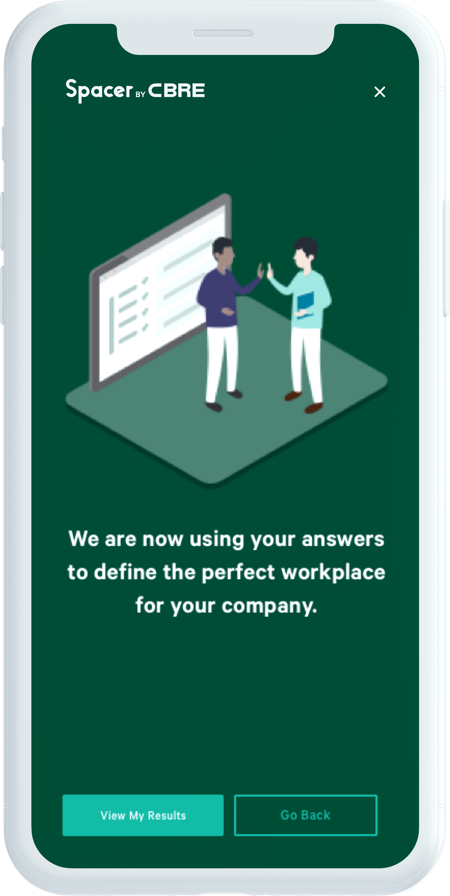 Spacer BY CBRE
We are now using your answers
to define the perfect workplace
for your company.
View My Results
Go Back